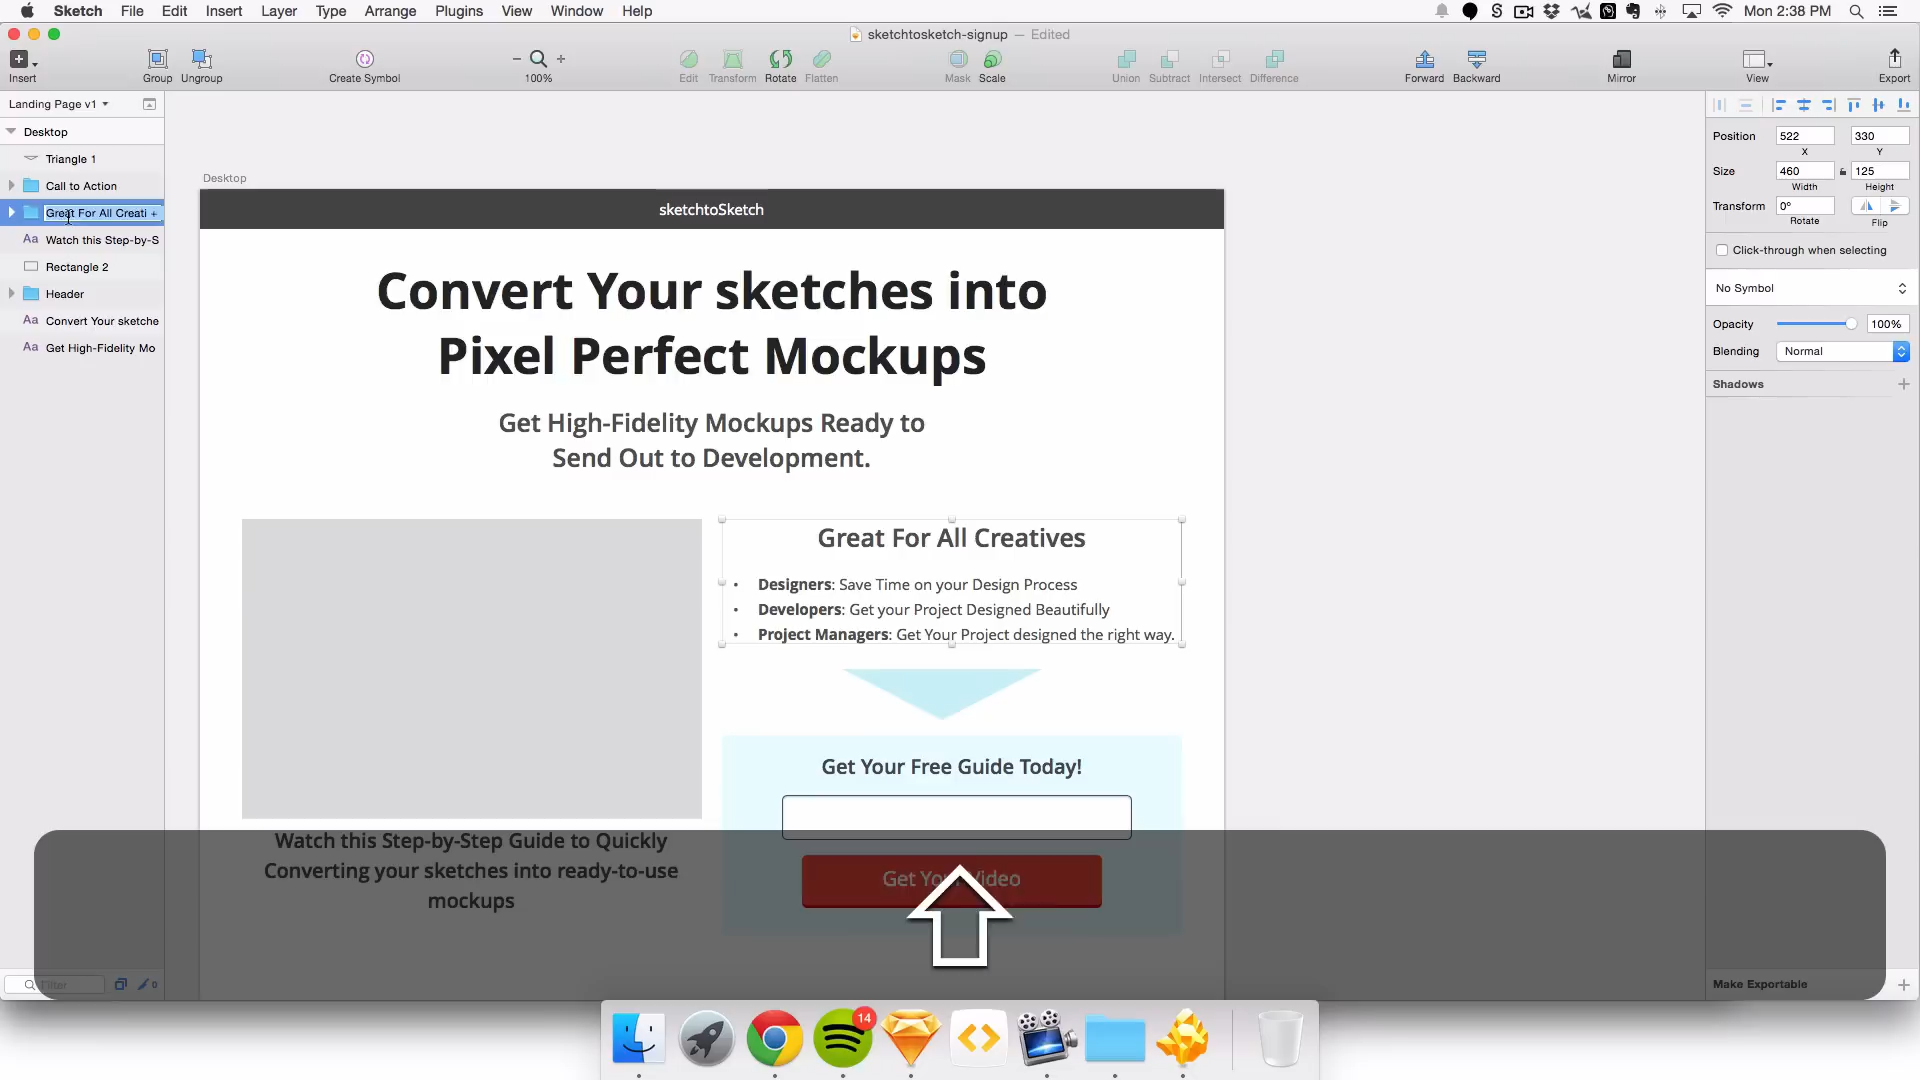 Sketch File Edit Insert Layer Type Arrange Plugins View Window Help
Mon 2:38 PM
sketchtosketch-signup — Edited
Insert Group Ungroup Create Symbol 100% Edit Transform Rotate Flatten Mask Scale Union Subtract Intersect Difference Forward Backward Mirror View Export
Landing Page v1
Desktop
Triangle 1
Call to Action
Great For All Creati +
Watch this Step-by-S
Rectangle 2
Header
Convert Your sketche
Get High-Fidelity Mo
Filter
0
Desktop
sketchtoSketch
Convert Your sketches into
Pixel Perfect Mockups
Get High-Fidelity Mockups Ready to
Send Out to Development.
Great For All Creatives
• Designers: Save Time on your Design Process
• Developers: Get your Project Designed Beautifully
• Project Managers: Get Your Project designed the right way.
Get Your Free Guide Today!
Watch this Step-by-Step Guide to Quickly
Converting your sketches into ready-to-use
mockups
Get Your Video
Position 522 330
X Y
Size 460 125
Width Height
Transform 0°
Rotate Flip
Click-through when selecting
No Symbol
Opacity 100%
Blending Normal
Shadows
Make Exportable
14